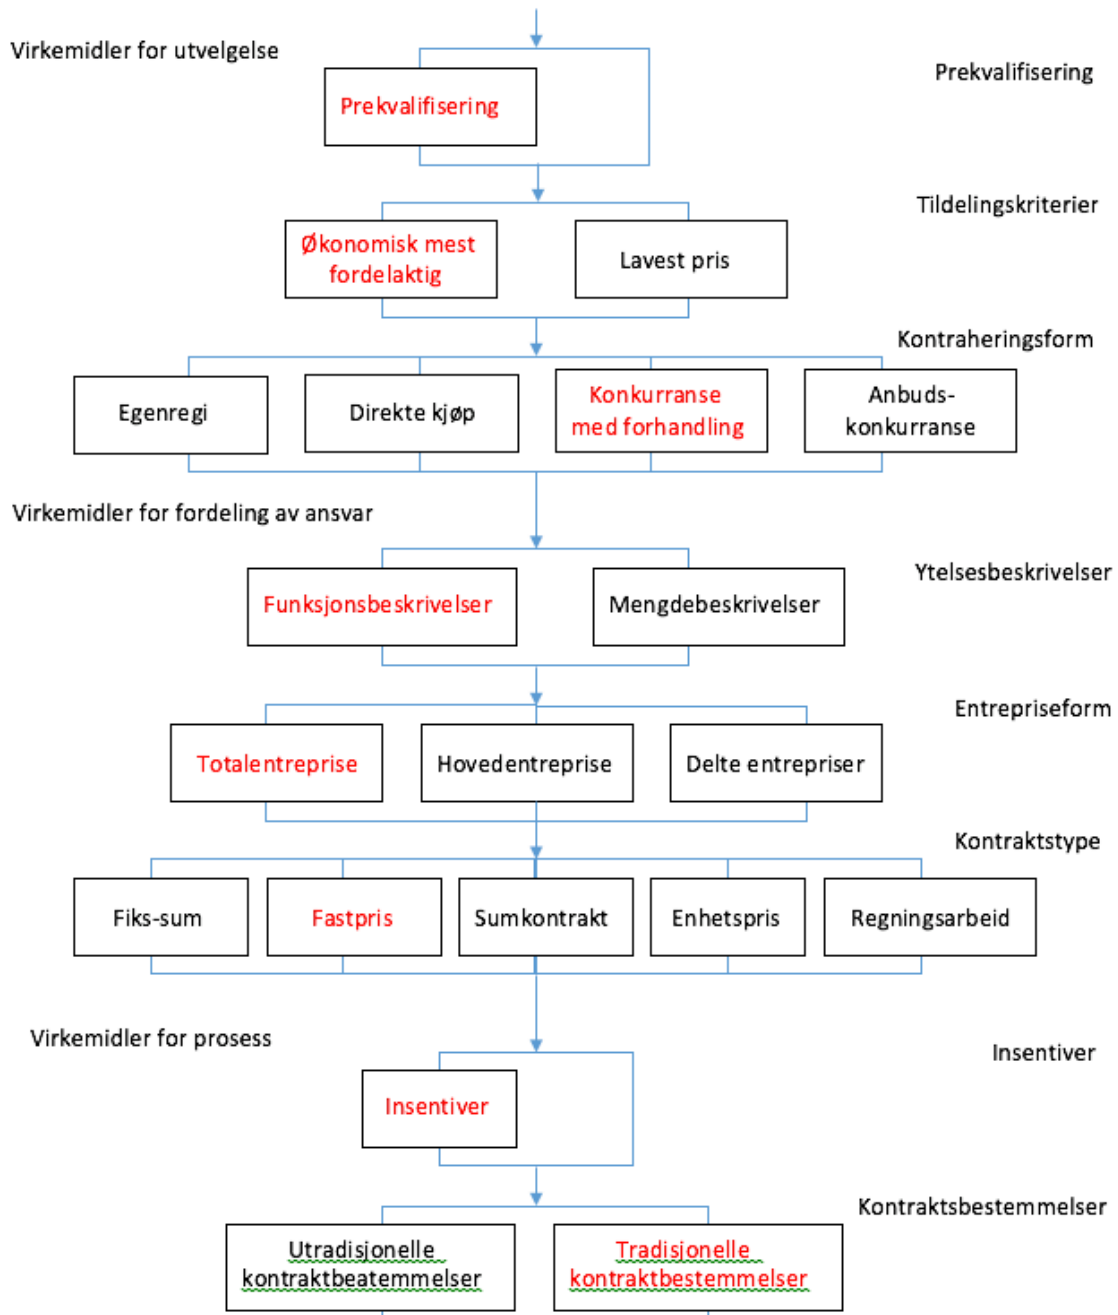 Virkemidler for utvelgelse
Prekvalifisering
Prekvalifisering
Tildelingskriterier
Økonomisk mest
fordelaktig
Lavest pris
Kontraheringsform
Egenregi
Direkte kjøp
Konkurranse
med forhandling
Anbuds-
konkurranse
Virkemidler for fordeling av ansvar
Ytelsesbeskrivelser
Funksjonsbeskrivelser
Mengdebeskrivelser
Entrepriseform
Totalentreprise
Hovedentreprise
Delte entrepriser
Kontraktstype
Fiks-sum
Fastpris
Sumkontrakt
Enhetspris
Regningsarbeid
Virkemidler for prosess
Insentiver
Insentiver
Kontraktsbestemmelser
Utradisjonelle
kontraktbeatemmelser
Tradisjonelle
kontraktbestemmelser